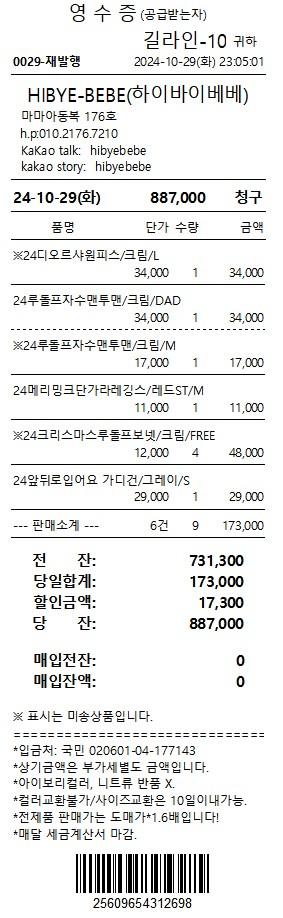 영 수 증 (공급받는자)
길라인-10 귀하
0029-재발행 2024-10-29(화) 23:05:01
HIBYE-BEBE(하이바이베베)
마마아동복 176호
h.p:010.2176.7210
KaKao talk: hibyebebe
kakao story: hibyebebe
24-10-29(화) 887,000 청구
품명 단가 수량 금액
※24디오르샤원피스/크림/L
34,000 1 34,000
24루돌프자수맨투맨/크림/DAD
34,000 1 34,000
※24루돌프자수맨투맨/크림/M
17,000 1 17,000
24메리밍크단가라레깅스/레드ST/M
11,000 1 11,000
※24크리스마스루돌프보넷/크림/FREE
12,000 4 48,000
24앞뒤로입어요 가디건/그레이/S
29,000 1 29,000
--- 판매소계 --- 6건 9 173,000
전 잔: 731,300
당일합계: 173,000
할인금액: 17,300
당 잔: 887,000
매입전잔: 0
매입잔액: 0
※ 표시는 미송상품입니다.
==============================
*입금처: 국민 020601-04-177143
*상기금액은 부가세별도 금액입니다.
*아이보리컬러, 니트류 반품 X.
*컬러교환불가/사이즈교환은 10일이내가능.
*전제품 판매가는 도매가*1.6배입니다!
*매달 세금계산서 마감.
25609654312698